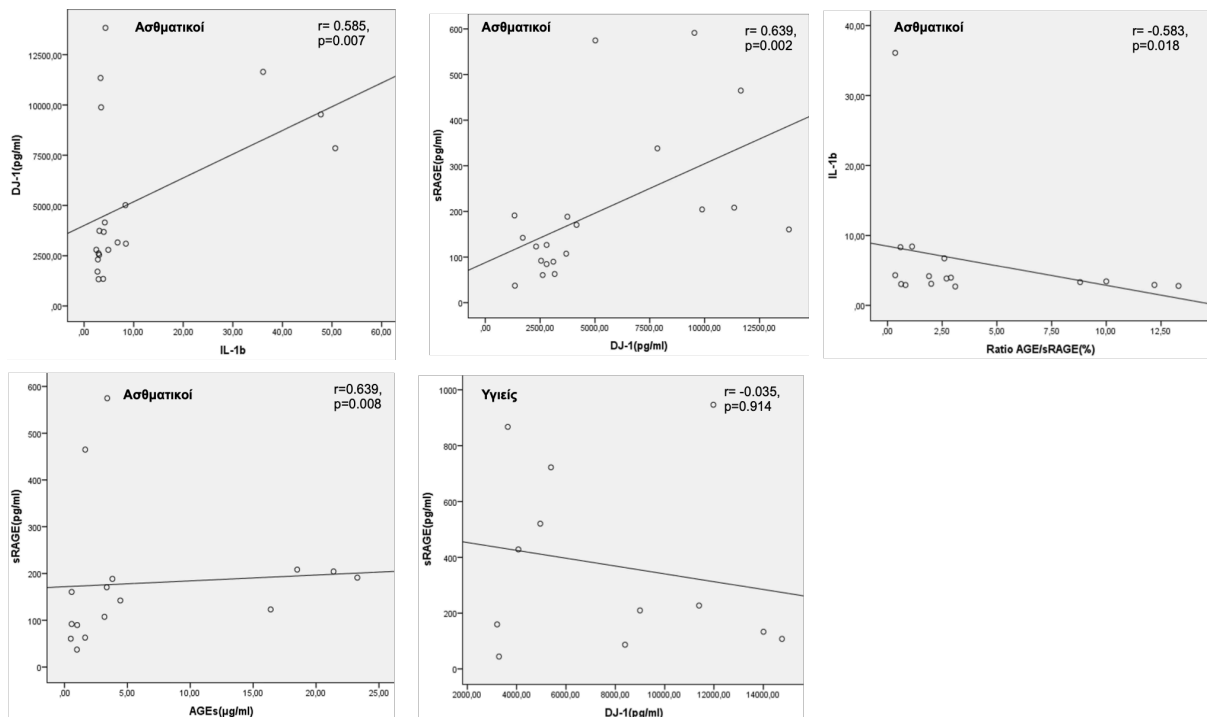 Ασθματικοί
r= 0.585,
p=0.007
DJ-1(pg/ml)
12500,00
10000,00
7500,00
5000,00
2500,00
,00
,00 10,00 20,00 30,00 40,00 50,00 60,00
IL-1b
Ασθματικοί
r= 0.639,
p=0.002
sRAGE(pg/ml)
600
500
400
300
200
100
0
,00 2500,00 5000,00 7500,00 10000,00 12500,00
DJ-1(pg/ml)
Ασθματικοί
r= -0.583,
p=0.018
IL-1b
40,00
30,00
20,00
10,00
,00
,00 2,50 5,00 7,50 10,00 12,50
Ratio AGE/sRAGE(%)
Ασθματικοί
r=0.639,
p=0.008
sRAGE(pg/ml)
600
500
400
300
200
100
0
,00 5,00 10,00 15,00 20,00 25,00
AGEs(μg/ml)
Υγιείς
r= -0.035,
p=0.914
sRAGE(pg/ml)
1000
800
600
400
200
0
2000,00 4000,00 6000,00 8000,00 10000,00 12000,00 14000,00
DJ-1(pg/ml)